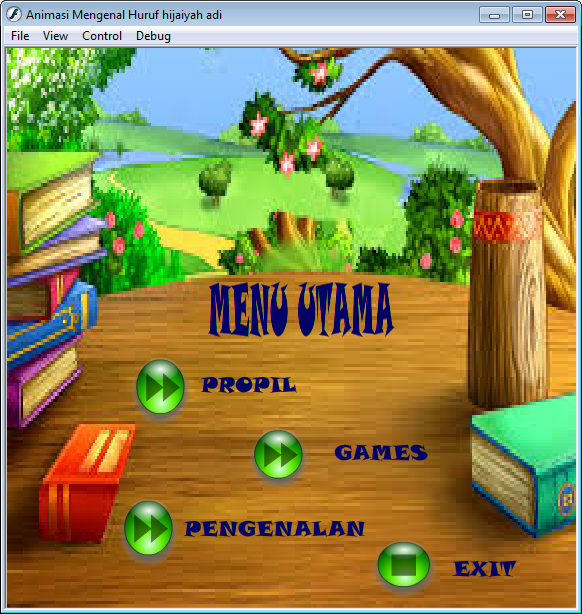 Animasi Mengenal Huruf hijaiyah adi
File View Control Debug
MENU UTAMA
PROPIL
GAMES
PENGENALAN
EXIT